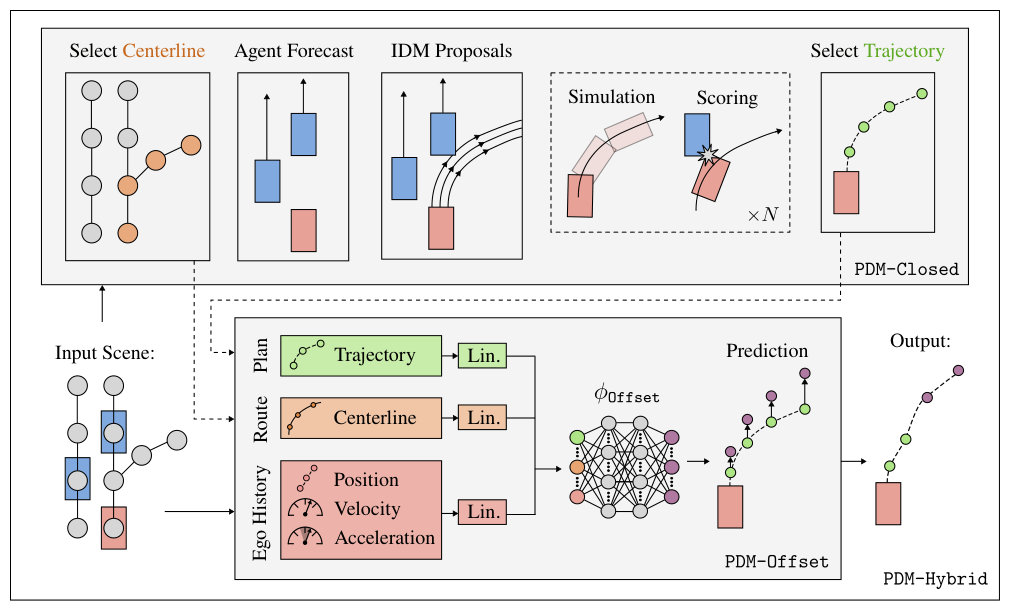 Select Centerline
Agent Forecast
IDM Proposals
Select Trajectory
Simulation
Scoring
×N
PDM-Closed
Input Scene:
Plan
Trajectory
Lin.
Route
Centerline
Lin.
Ego History
Position
Velocity
Acceleration
Lin.
ϕOffset
Prediction
PDM-Offset
Output:
PDM-Hybrid